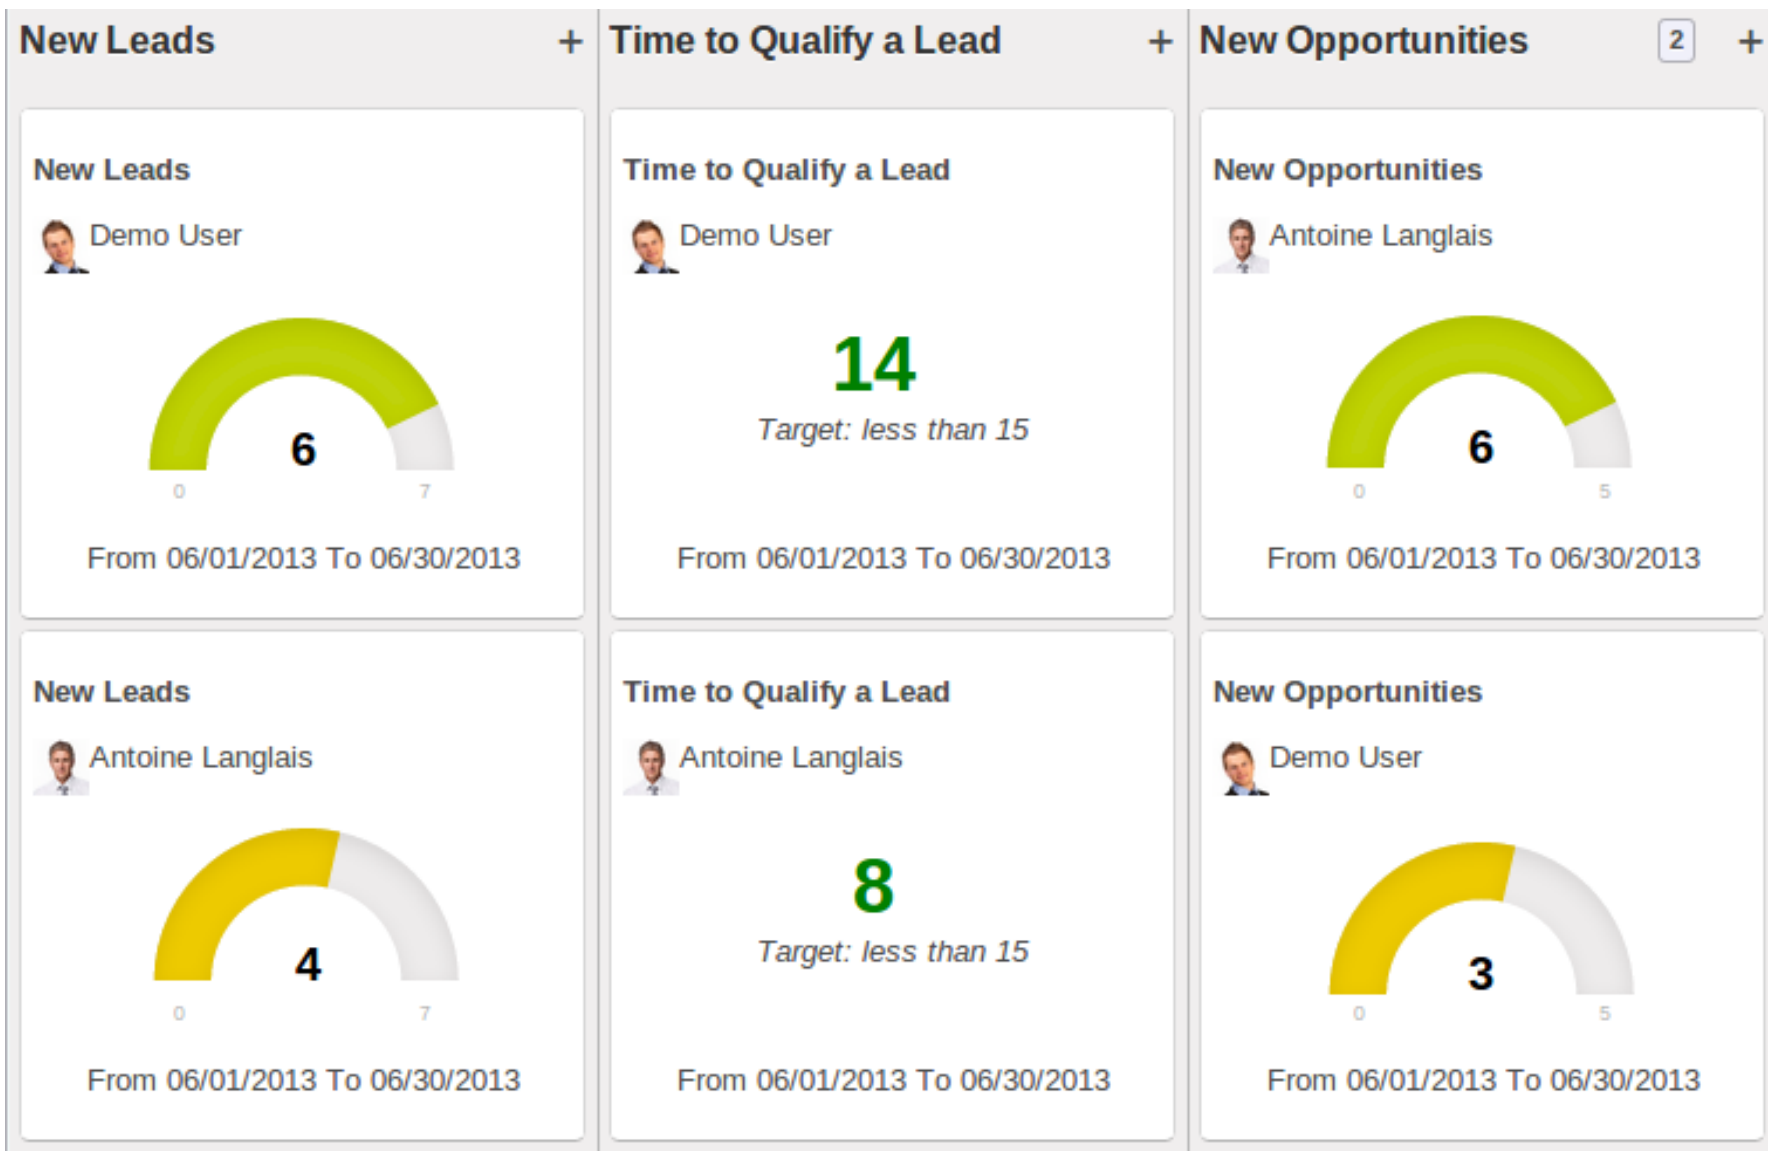 New Leads +
Time to Qualify a Lead +
New Opportunities 2 +
New Leads
Demo User
6
0 7
From 06/01/2013 To 06/30/2013
Time to Qualify a Lead
Demo User
14
Target: less than 15
From 06/01/2013 To 06/30/2013
New Opportunities
Antoine Langlais
6
0 5
From 06/01/2013 To 06/30/2013
New Leads
Antoine Langlais
4
0 7
From 06/01/2013 To 06/30/2013
Time to Qualify a Lead
Antoine Langlais
8
Target: less than 15
From 06/01/2013 To 06/30/2013
New Opportunities
Demo User
3
0 5
From 06/01/2013 To 06/30/2013